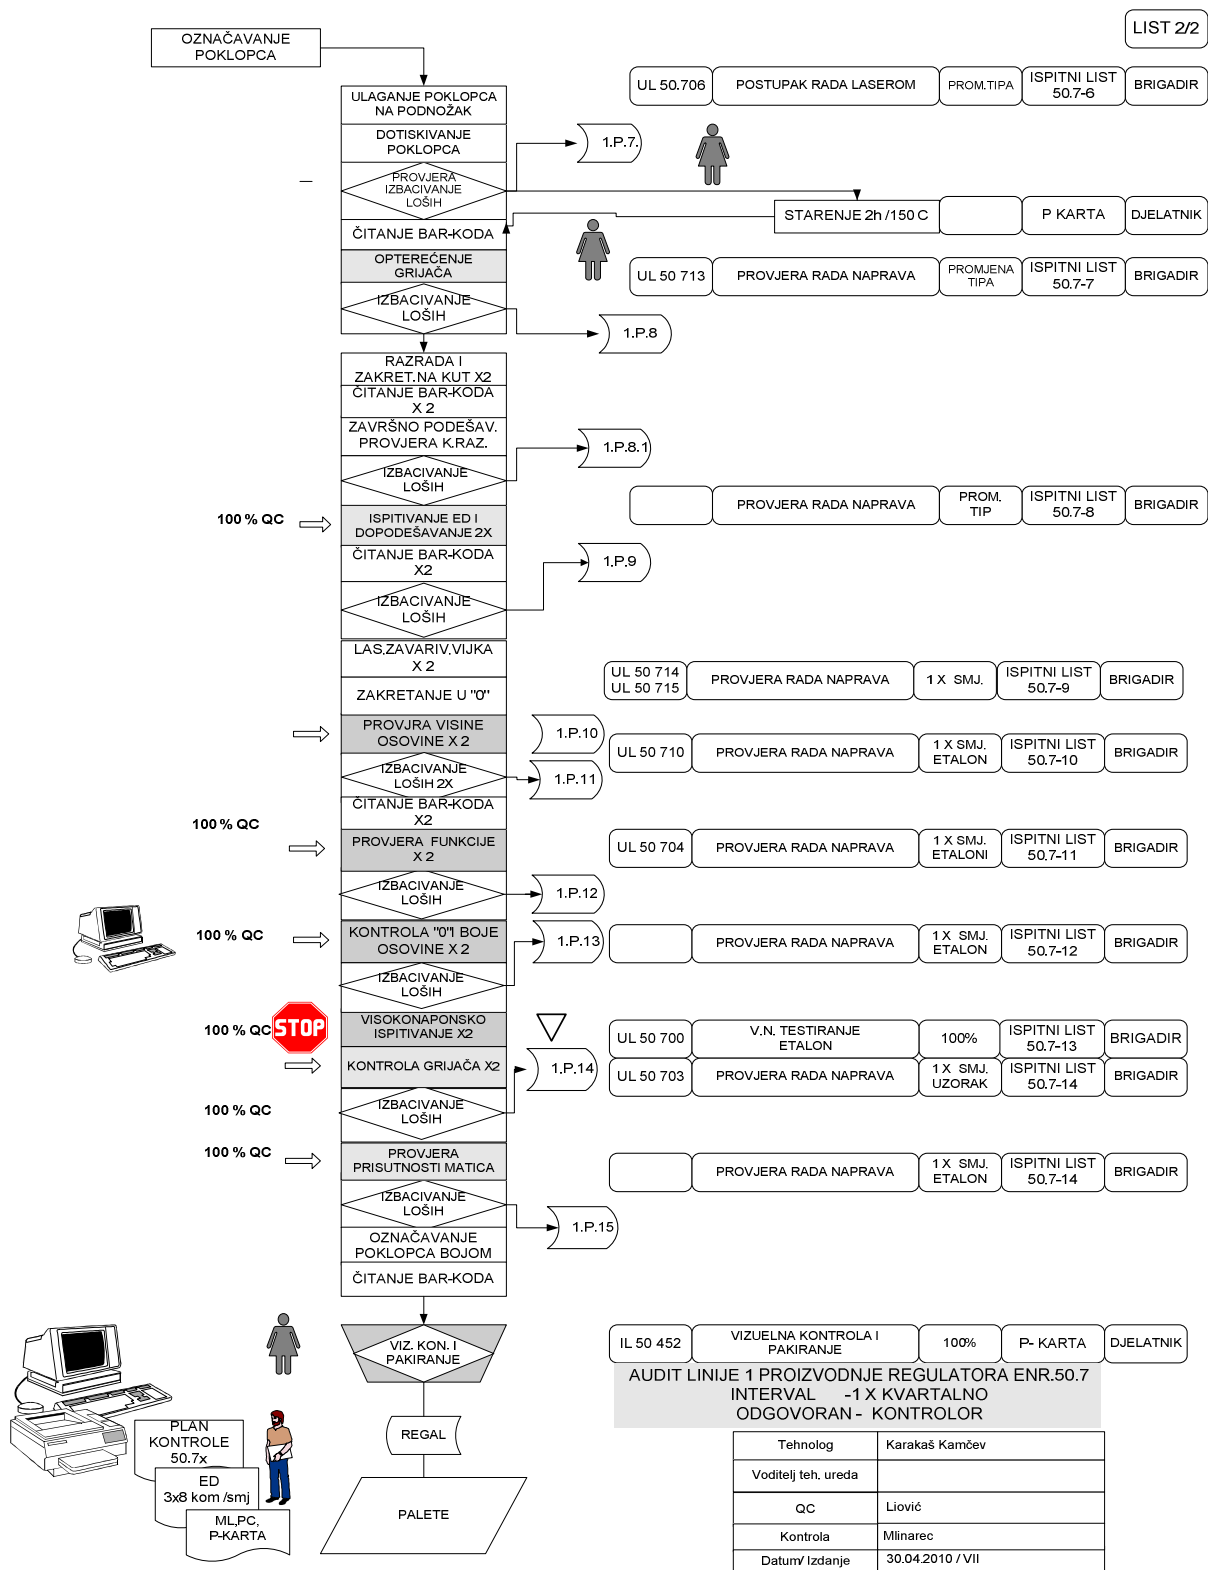 LIST 2/2
OZNAČAVANJE
POKLOPCA
ULAGANJE POKLOPCA
NA PODNOŽAK
UL 50.706
POSTUPAK RADA LASEROM
PROM.TIPA
ISPITNI LIST
50.7-6
BRIGADIR
DOTISKIVANJE
POKLOPCA
1.P.7.
PROVJERA
IZBACIVANJE
LOŠIH
STARENJE 2h /150 C
P KARTA
DJELATNIK
ČITANJE BAR-KODA
OPTEREĆENJE
GRIJAČA
UL 50 713
PROVJERA RADA NAPRAVA
PROMJENA
TIPA
ISPITNI LIST
50.7-7
BRIGADIR
IZBACIVANJE
LOŠIH
1.P.8
RAZRADA I
ZAKRET.NA KUT X2
ČITANJE BAR-KODA
X 2
ZAVRŠNO PODEŠAV.
PROVJERA K.RAZ.
1.P.8.1
IZBACIVANJE
LOŠIH
PROVJERA RADA NAPRAVA
PROM.
TIP
ISPITNI LIST
50.7-8
BRIGADIR
100 % QC
ISPITIVANJE ED I
DOPODEŠAVANJE 2X
ČITANJE BAR-KODA
X2
1.P.9
IZBACIVANJE
LOŠIH
LAS.ZAVARIV.VIJKA
X 2
UL 50 714
UL 50 715
PROVJERA RADA NAPRAVA
1 X SMJ.
ISPITNI LIST
50.7-9
BRIGADIR
ZAKRETANJE U "0"
PROVJRA VISINE
OSOVINE X 2
1.P.10
UL 50 710
PROVJERA RADA NAPRAVA
1 X SMJ.
ETALON
ISPITNI LIST
50.7-10
BRIGADIR
IZBACIVANJE
LOŠIH 2X
1.P.11
ČITANJE BAR-KODA
X2
100 % QC
PROVJERA FUNKCIJE
X 2
UL 50 704
PROVJERA RADA NAPRAVA
1 X SMJ.
ETALONI
ISPITNI LIST
50.7-11
BRIGADIR
IZBACIVANJE
LOŠIH
1.P.12
100 % QC
KONTROLA "0"I BOJE
OSOVINE X 2
1.P.13
PROVJERA RADA NAPRAVA
1 X SMJ.
ETALON
ISPITNI LIST
50.7-12
BRIGADIR
IZBACIVANJE
LOŠIH
100 % QC
STOP
VISOKONAPONSKO
ISPITIVANJE X2
UL 50 700
V.N. TESTIRANJE
ETALON
100%
ISPITNI LIST
50.7-13
BRIGADIR
KONTROLA GRIJAČA X2
1.P.14
UL 50 703
PROVJERA RADA NAPRAVA
1 X SMJ.
UZORAK
ISPITNI LIST
50.7-14
BRIGADIR
100 % QC
IZBACIVANJE
LOŠIH
100 % QC
PROVJERA
PRISUTNOSTI MATICA
PROVJERA RADA NAPRAVA
1 X SMJ.
ETALON
ISPITNI LIST
50.7-14
BRIGADIR
IZBACIVANJE
LOŠIH
1.P.15
OZNAČAVANJE
POKLOPCA BOJOM
ČITANJE BAR-KODA
VIZ. KON. I
PAKIRANJE
IL 50 452
VIZUELNA KONTROLA I
PAKIRANJE
100%
P- KARTA
DJELATNIK
AUDIT LINIJE 1 PROIZVODNJE REGULATORA ENR.50.7
INTERVAL -1 X KVARTALNO
ODGOVORAN - KONTROLOR
PLAN
KONTROLE
50.7x
REGAL
ED
3x8 kom /smj
ML,PC,
P-KARTA
PALETE
Tehnolog Karakaš Kamčev
Voditelj teh. ureda
QC Liović
Kontrola Mlinarec
Datum/ Izdanje 30.04.2010 / VII